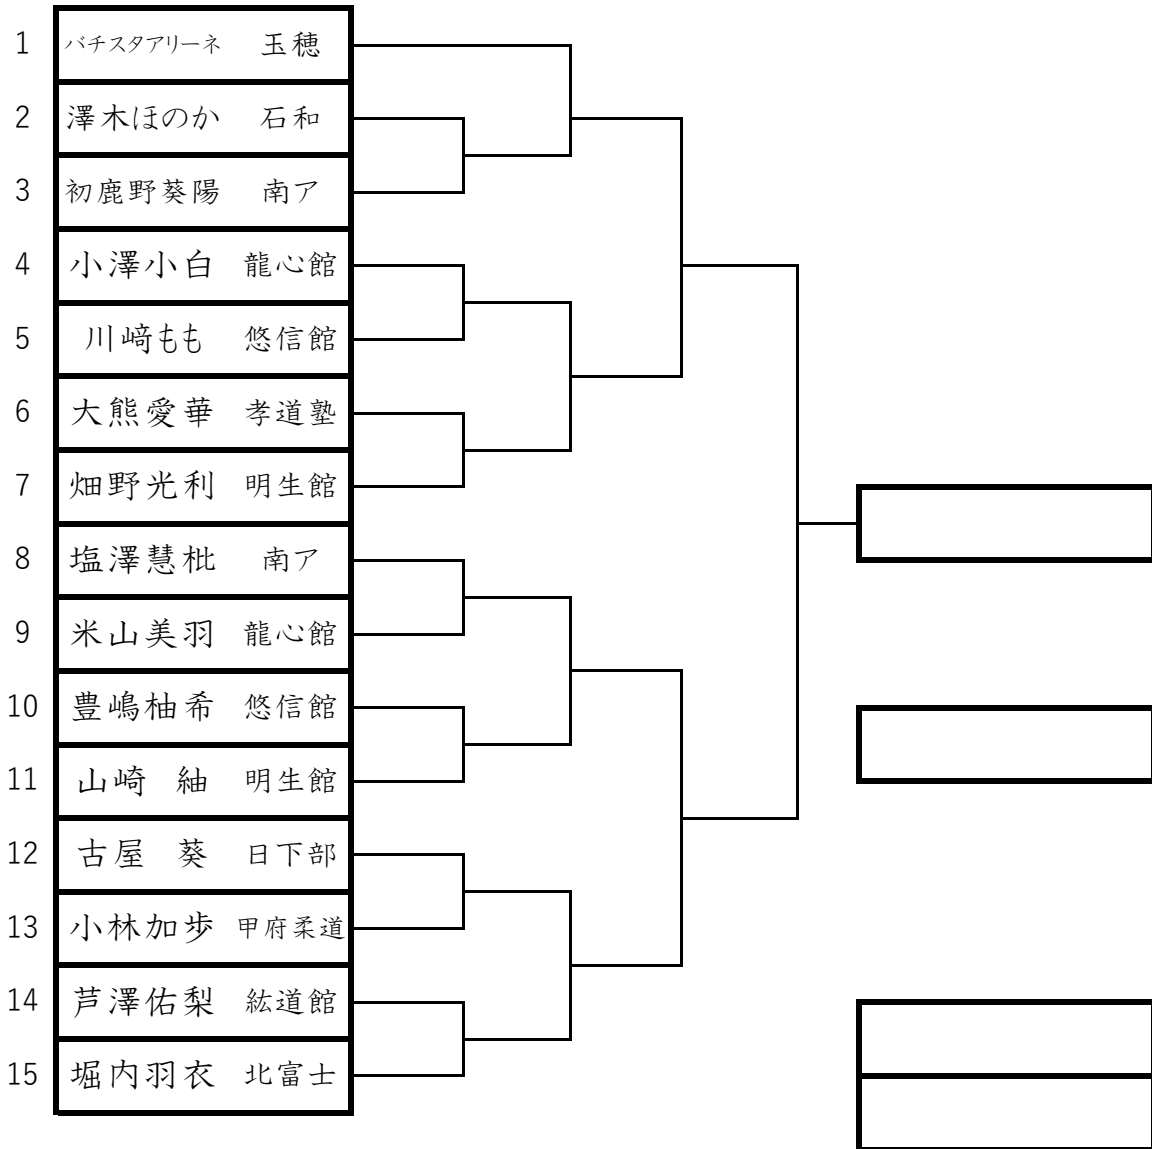 1 バチスタアリーネ 玉穂
2 澤木ほのか 石和
3 初鹿野葵陽 南ア
4 小澤小白 龍心館
5 川﨑もも 悠信館
6 大熊愛華 孝道塾
7 畑野光利 明生館
8 塩澤慧枇 南ア
9 米山美羽 龍心館
10 豊嶋柚希 悠信館
11 山崎 紬 明生館
12 古屋 葵 日下部
13 小林加歩 甲府柔道
14 芦澤佑梨 紘道館
15 堀内羽衣 北富士